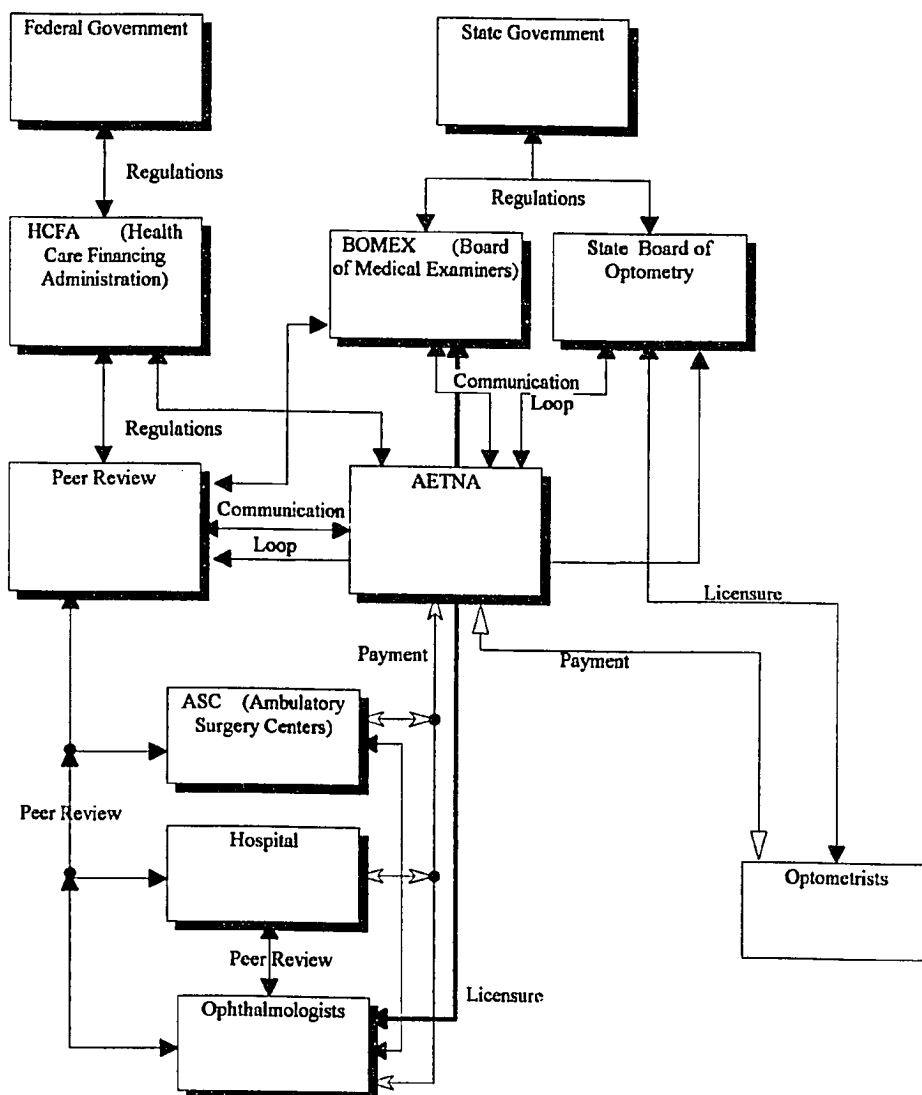 Federal Government
State Government
Regulations
Regulations
HCFA (Health
Care Financing
Administration)
BOMEX (Board
of Medical Examiners)
State Board of
Optometry
Communication
Loop
Regulations
Peer Review
AETNA
Communication
Loop
Licensure
Payment
Payment
ASC (Ambulatory
Surgery Centers)
Peer Review
Hospital
Optometrists
Peer Review
Licensure
Ophthalmologists